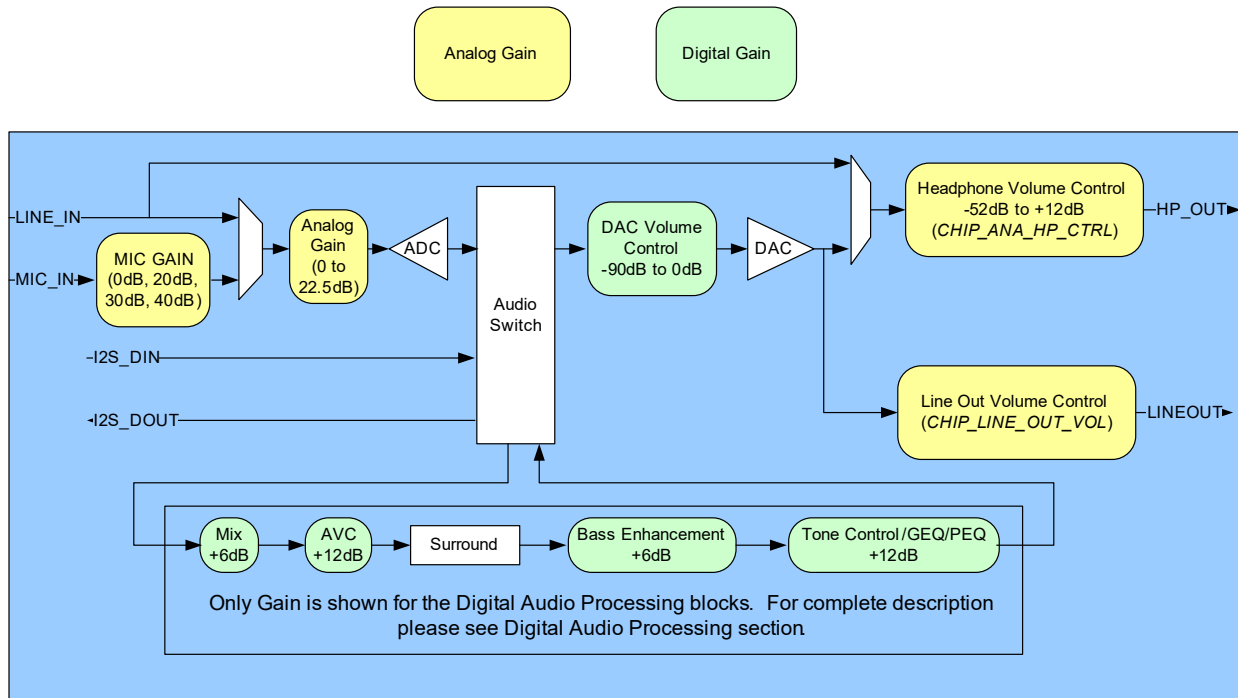 Analog Gain
Digital Gain
LINE_IN
MIC_IN
MIC GAIN
(0dB, 20dB,
30dB, 40dB)
Analog
Gain
(0 to
22.5dB)
ADC
Audio
Switch
DAC Volume
Control
-90dB to 0dB
DAC
Headphone Volume Control
-52dB to +12dB
(CHIP_ANA_HP_CTRL)
HP_OUT
I2S_DIN
I2S_DOUT
Line Out Volume Control
(CHIP_LINE_OUT_VOL)
LINEOUT
Mix
+6dB
AVC
+12dB
Surround
Bass Enhancement
+6dB
Tone Control/GEQ/PEQ
+12dB
Only Gain is shown for the Digital Audio Processing blocks. For complete description
please see Digital Audio Processing section.